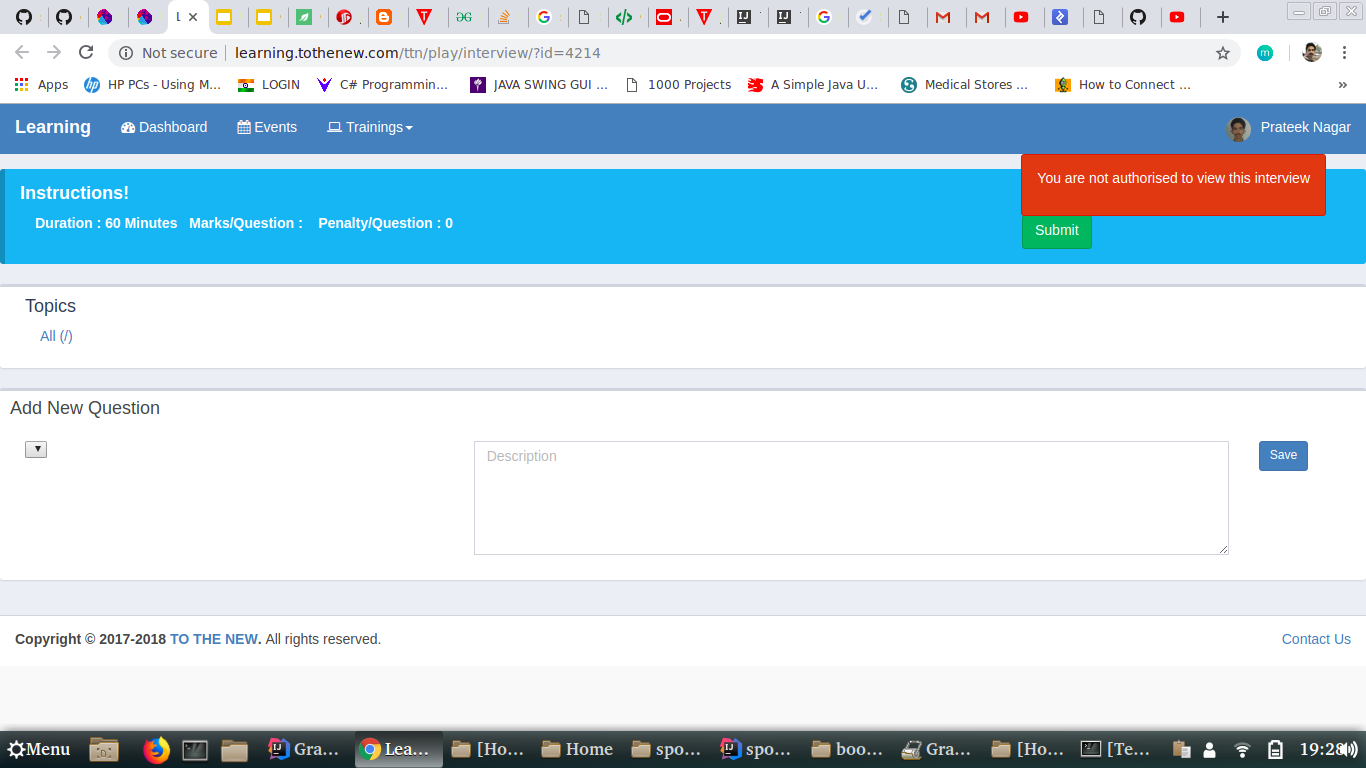 L
Not secure learning.tothenew.com/ttn/play/interview/?id=4214
m
Apps HP PCs - Using M... LOGIN C# Programmin... JAVA SWING GUI ... 1000 Projects A Simple Java U... Medical Stores ... How to Connect ... »
Learning Dashboard Events Trainings Prateek Nagar
You are not authorised to view this interview
Instructions!
Duration : 60 Minutes Marks/Question : Penalty/Question : 0
Submit
Topics
All (/)
Add New Question
Description
Save
Copyright © 2017-2018 TO THE NEW. All rights reserved.
Contact Us
Menu Gra... Lea... [Ho... Home spo... spo... boo... Gra... [Ho... [Te... 19:28